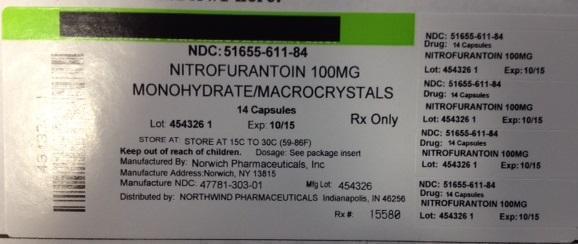 NDC: 51655-611-84
NITROFURANTOIN 100MG
MONOHYDRATE/MACROCRYSTALS
14 Capsules
Lot: 454326 1 Exp: 10/15 Rx Only
STORE AT: STORE AT 15C TO 30C (59-86F)
Keep out of reach of children. Dosage: See package insert
Manufactured By: Norwich Pharmaceuticals, Inc
Manufacture Address:Norwich, NY 13815
Manufacture NDC: 47781-303-01 Mfg Lot: 454326
Distributed by: NORTHWIND PHARMACEUTICALS Indianapolis, IN 46256
Rx #: 15580
NDC: 51655-611-84
Drug: 14 Capsules
NITROFURANTOIN 100MG
Lot: 454326 1 Exp: 10/15
NDC: 51655-611-84
Drug: 14 Capsules
NITROFURANTOIN 100MG
Lot: 454326 1 Exp: 10/15
NDC: 51655-611-84
Drug: 14 Capsules
NITROFURANTOIN 100MG
Lot: 454326 1 Exp: 10/15
NDC: 51655-611-84
Drug: 14 Capsules
NITROFURANTOIN 100MG
Lot: 454326 1 Exp: 10/15